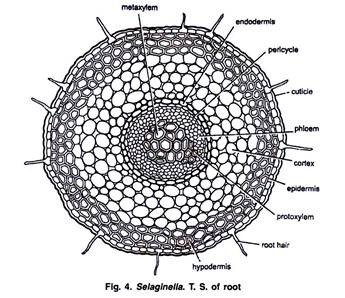 metaxylem
endodermis
pericycle
cuticle
phloem
cortex
epidermis
protoxylem
root hair
hypodermis
Fig. 4. Selaginella. T. S. of root